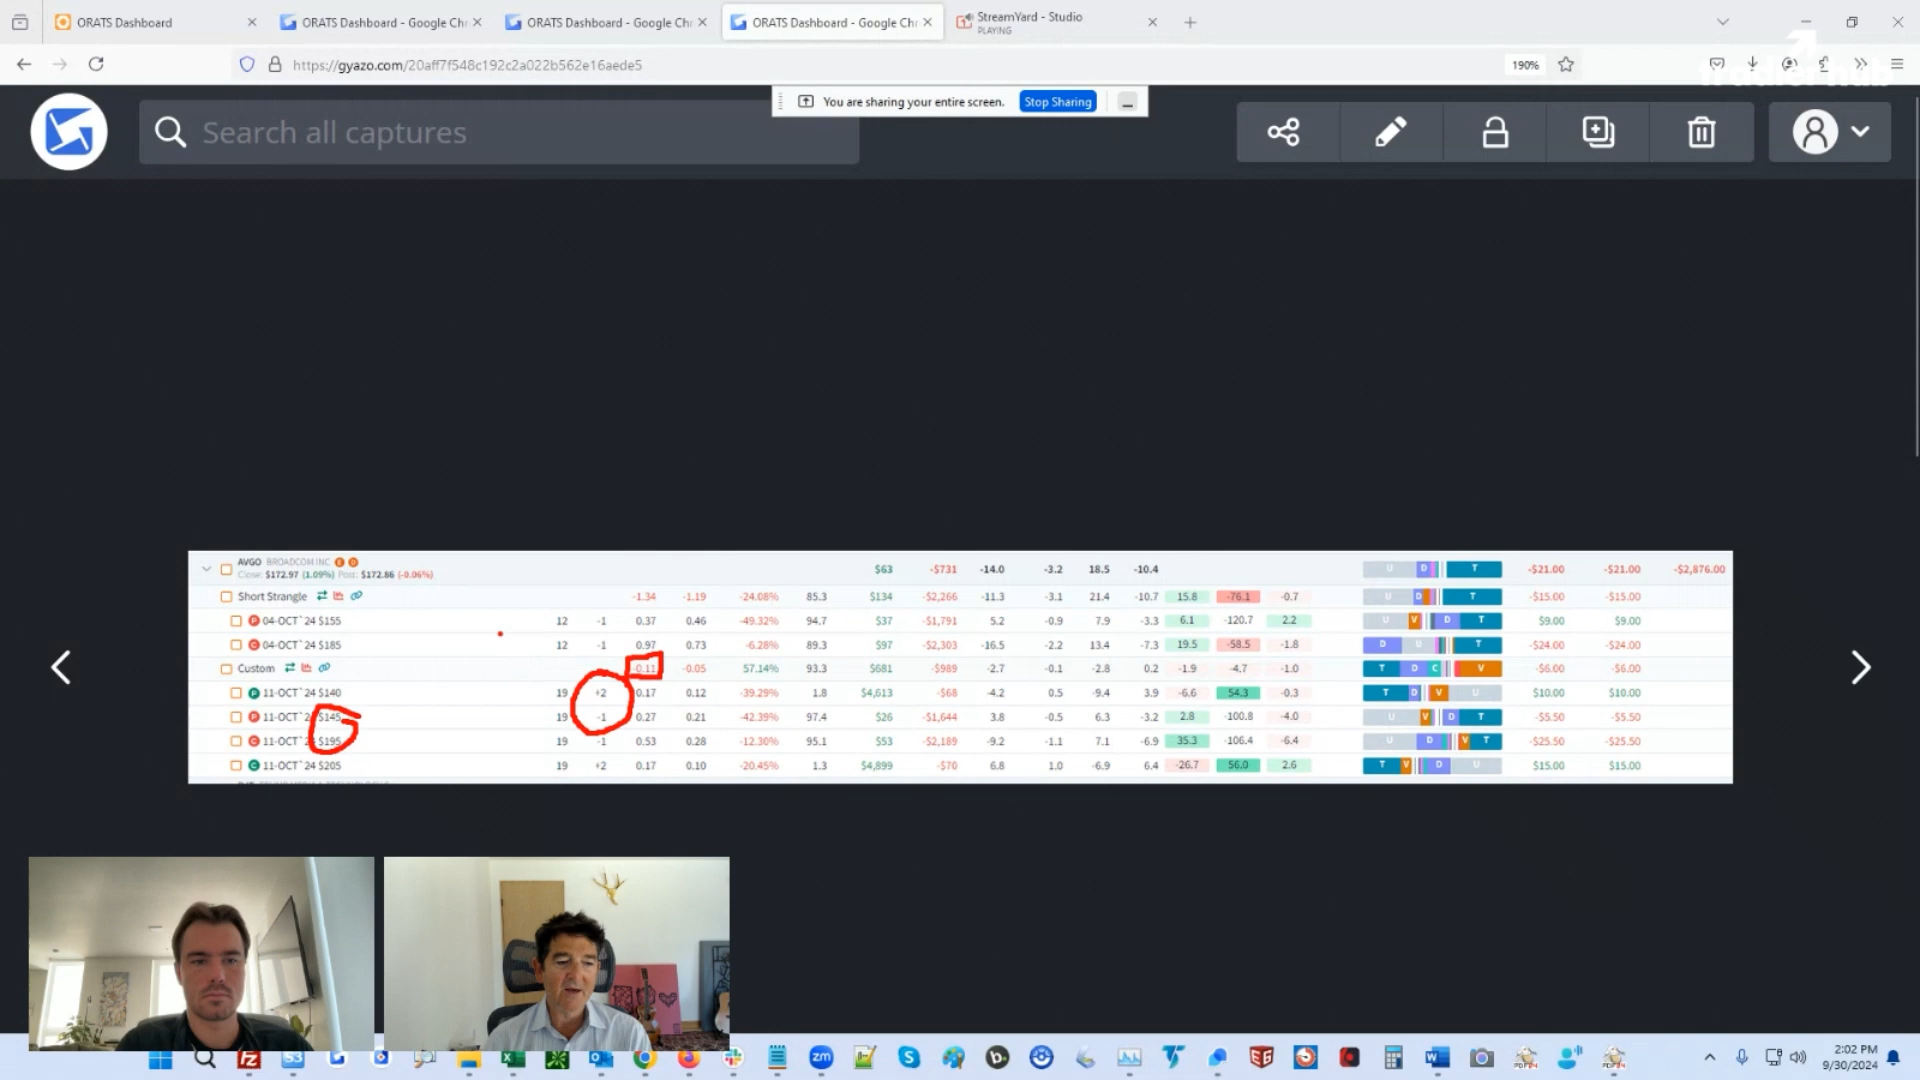 ORATS Dashboard
ORATS Dashboard - Google Chr
ORATS Dashboard - Google Chr
ORATS Dashboard - Google Chr
StreamYard - Studio
PLAYING
https://gyazo.com/20aff7f548c192c2a022b562e16aede5
190%
tradier hub
You are sharing your entire screen.
Stop Sharing
Search all captures
AVGO BROADCOM INC E D
Close: $172.97 (1.09%) Post: $172.86 (-0.06%)
$63 -$731 -14.0 -3.2 18.5 -10.4 U D T -$21.00 -$21.00 -$2,876.00
Short Strangle -1.34 -1.19 -24.08% 85.3 $134 -$2,266 -11.3 -3.1 21.4 -10.7 15.8 -76.1 -0.7 U D T -$15.00 -$15.00
P 04-OCT`24 $155 12 -1 0.37 0.46 -49.32% 94.7 $37 -$1,791 5.2 -0.9 7.9 -3.3 6.1 -120.7 2.2 U V D T $9.00 $9.00
C 04-OCT`24 $185 12 -1 0.97 0.73 -6.28% 89.3 $97 -$2,303 -16.5 -2.2 13.4 -7.3 19.5 -58.5 -1.8 D U T -$24.00 -$24.00
Custom -0.11 -0.05 57.14% 93.3 $681 -$989 -2.7 -0.1 -2.8 0.2 -1.9 -4.7 -1.0 T D C V -$6.00 -$6.00
P 11-OCT`24 $140 19 +2 0.17 0.12 -39.29% 1.8 $4,613 -$68 -4.2 0.5 -9.4 3.9 -6.6 54.3 -0.3 T D V U $10.00 $10.00
P 11-OCT`24 $145 19 -1 0.27 0.21 -42.39% 97.4 $26 -$1,644 3.8 -0.5 6.3 -3.2 2.8 -100.8 -4.0 U V D T -$5.50 -$5.50
C 11-OCT`24 $195 19 -1 0.53 0.28 -12.30% 95.1 $53 -$2,189 -9.2 -1.1 7.1 -6.9 35.3 -106.4 -6.4 U D V T -$25.50 -$25.50
C 11-OCT`24 $205 19 +2 0.17 0.10 -20.45% 1.3 $4,899 -$70 6.8 1.0 -6.9 6.4 -26.7 56.0 2.6 T V D U $15.00 $15.00
2:02 PM
9/30/2024